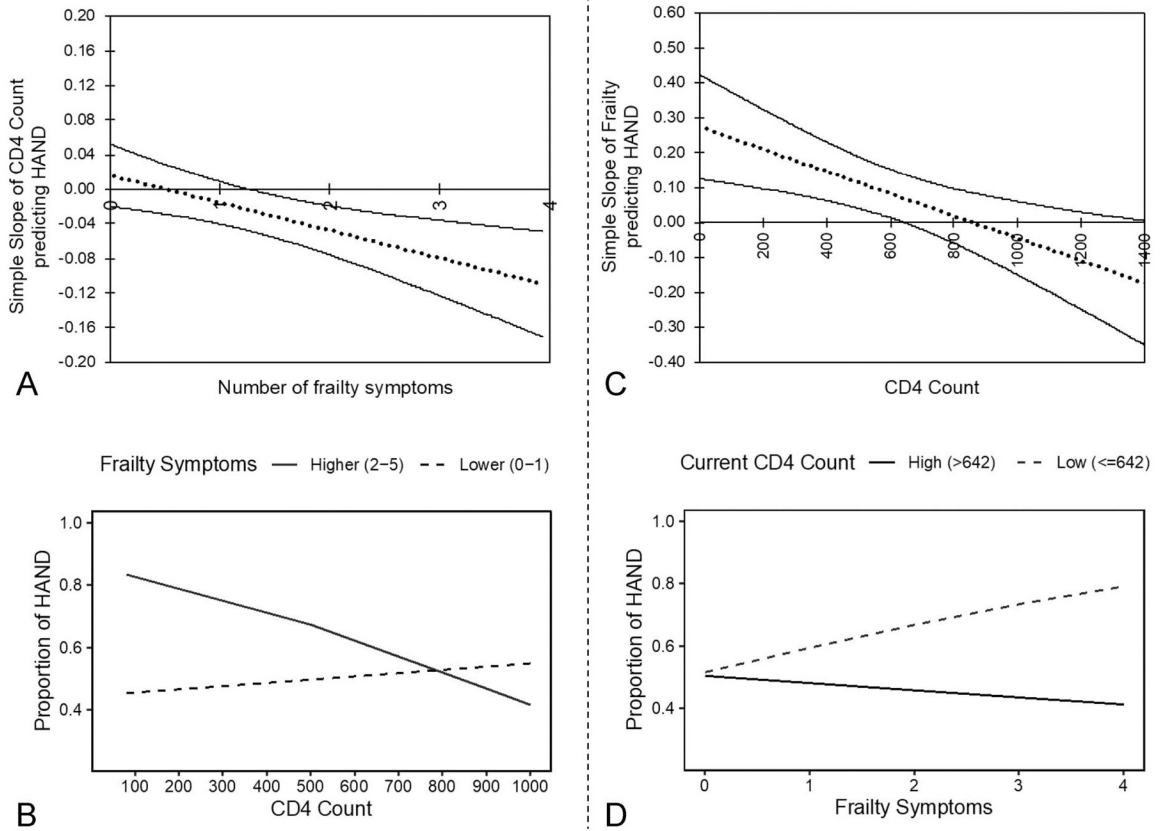 0.20
0.16
0.12
0.08
0.04
0.00
-0.04
-0.08
-0.12
-0.16
-0.20
0
1
2
3
4
Simple Slope of CD4 Count
predicting HAND
Number of frailty symptoms
A
0.60
0.50
0.40
0.30
0.20
0.10
0.00
-0.10
-0.20
-0.30
-0.40
0
200
400
600
800
1000
1200
1400
Simple Slope of Frailty
predicting HAND
CD4 Count
C
Frailty Symptoms Higher (2−5) Lower (0−1)
1.0
0.8
0.6
0.4
Proportion of HAND
100 200 300 400 500 600 700 800 900 1000
CD4 Count
B
Current CD4 Count High (>642) Low (<=642)
1.0
0.8
0.6
0.4
Proportion of HAND
0 1 2 3 4
Frailty Symptoms
D